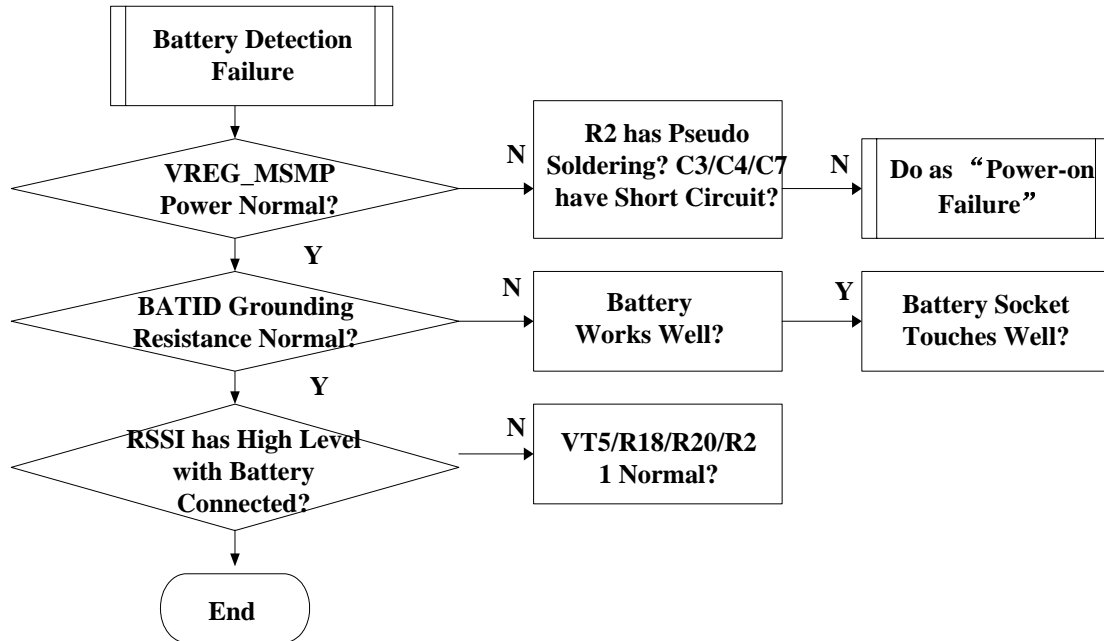 Battery Detection
Failure
VREG_MSMP
Power Normal?
N
R2 has Pseudo
Soldering? C3/C4/C7
have Short Circuit?
N
Do as “Power-on
Failure”
Y
BATID Grounding
Resistance Normal?
N
Battery
Works Well?
Y
Battery Socket
Touches Well?
Y
RSSI has High Level
with Battery
Connected?
N
VT5/R18/R20/R2
1 Normal?
End